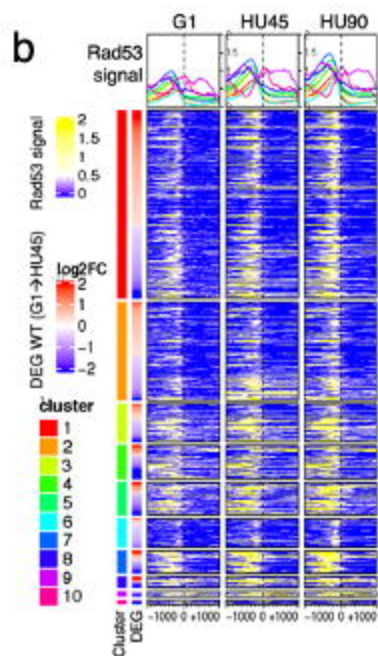 b
G1 HU45 HU90
Rad53
signal
Rad53 signal
2
1.5
1
0.5
0
DEG WT (G1→HU45)
log2FC
2
1
0
−1
−2
cluster
1
2
3
4
5
6
7
8
9
10
Cluster
DEG
−1000 0 +1000 −1000 0 +1000 −1000 0 +1000